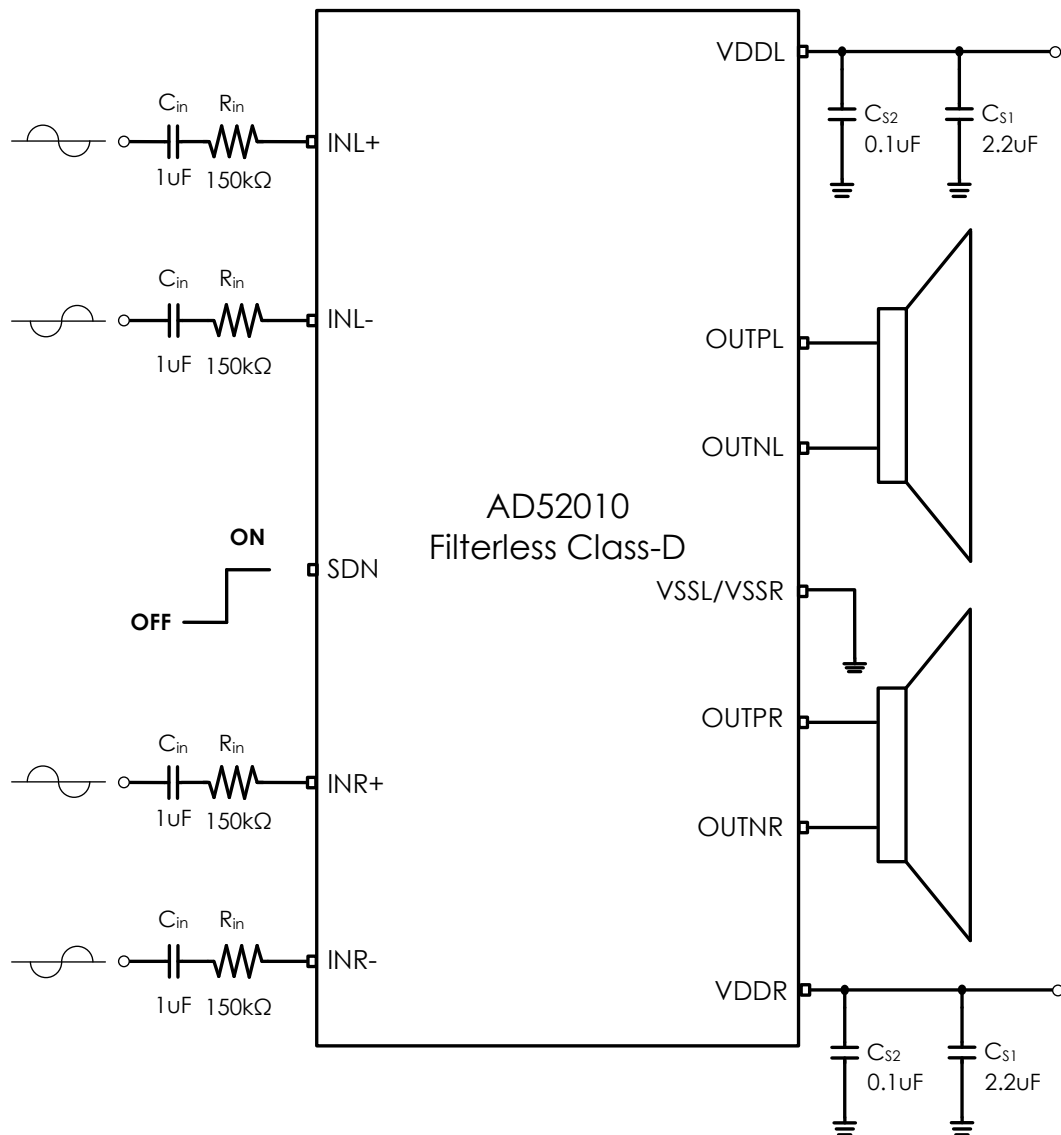 VDDL
Cin Rin
INL+
1uF 150kΩ
CS2
0.1uF
CS1
2.2uF
Cin Rin
INL-
1uF 150kΩ
OUTPL
OUTNL
AD52010
Filterless Class-D
ON
SDN
OFF
VSSL/VSSR
Cin Rin
INR+
1uF 150kΩ
OUTPR
OUTNR
Cin Rin
INR-
1uF 150kΩ
VDDR
CS2
0.1uF
CS1
2.2uF